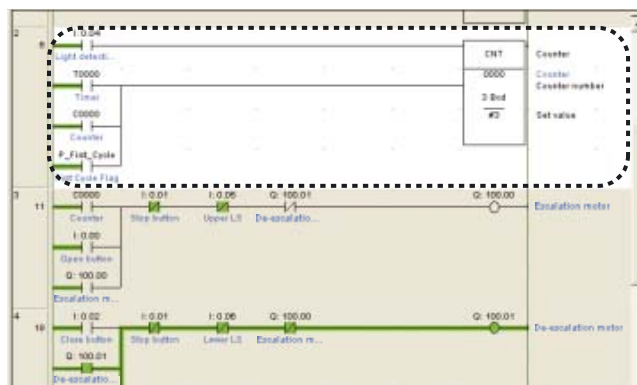 2
I: 0.04
Light detecti...
CNT
Counter
T0000
Timer
0000
Counter
Counter number
C0000
Counter
3 Bcd
#3
Set value
P_First_Cycle
First Cycle Flag
3
11
C0000
I: 0.01
I: 0.05
Q: 100.01
Q: 100.00
Counter
Stop button
Upper LS
De-escalatio...
Escalation motor
I: 0.00
Open button
Q: 100.00
Escalation m...
4
18
I: 0.02
I: 0.01
I: 0.06
Q: 100.00
Q: 100.01
Close button
Stop button
Lower LS
Escalation m...
De-escalation motor
Q: 100.01
De-escalatio...